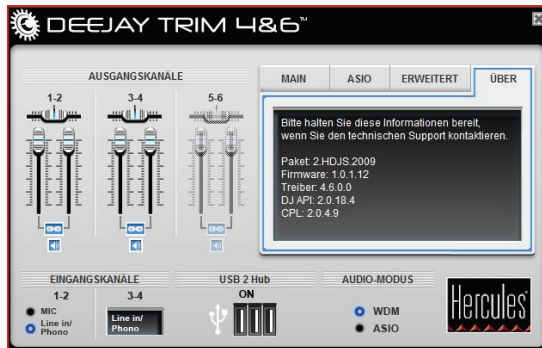 DEEJAY TRIM 4&6™
AUSGANGSKANÄLE
1-2 3-4 5-6
MAIN ASIO ERWEITERT ÜBER
Bitte halten Sie diese Informationen bereit,
wenn Sie den technischen Support kontaktieren.
Paket: 2.HDJS.2009
Firmware: 1.0.1.12
Treiber: 4.6.0.0
DJ API: 2.0.18.4
CPL: 2.0.4.9
EINGANGSKANÄLE
1-2 3-4
MIC
Line in/
Phono
Line in/
Phono
USB 2 Hub
ON
AUDIO-MODUS
WDM
ASIO
Hercules